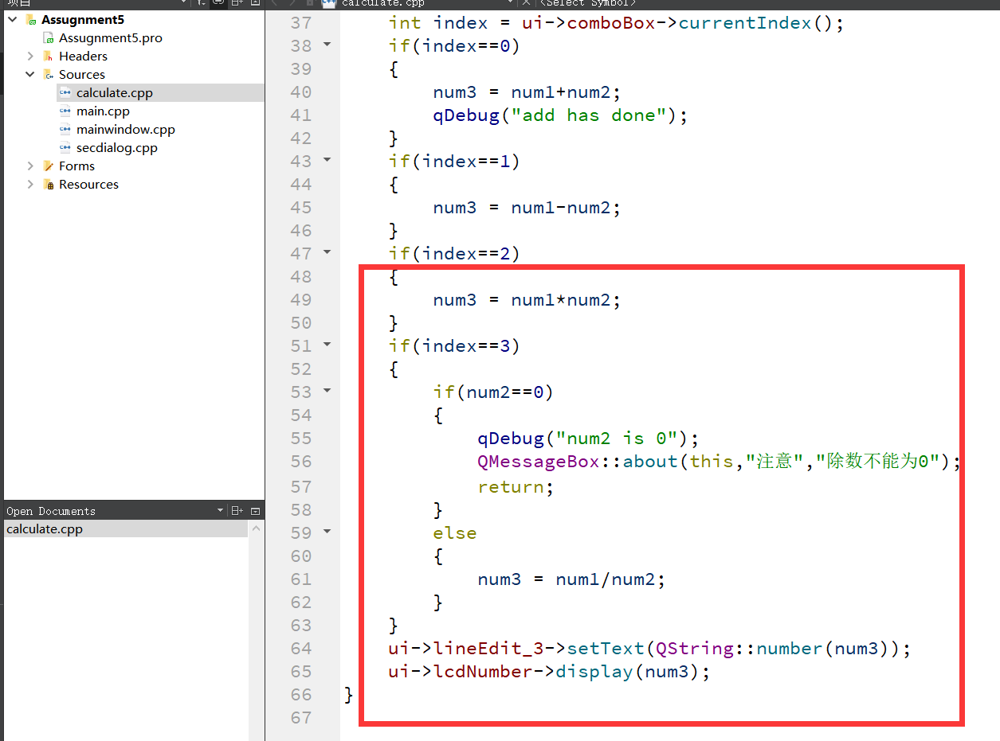 项目
calculate.cpp
<Select Symbol>
Assugnment5
Assugnment5.pro
Headers
Sources
calculate.cpp
main.cpp
mainwindow.cpp
secdialog.cpp
Forms
Resources
Open Documents
calculate.cpp
37 int index = ui->comboBox->currentIndex();
38 if(index==0)
39 {
40 num3 = num1+num2;
41 qDebug("add has done");
42 }
43 if(index==1)
44 {
45 num3 = num1-num2;
46 }
47 if(index==2)
48 {
49 num3 = num1*num2;
50 }
51 if(index==3)
52 {
53 if(num2==0)
54 {
55 qDebug("num2 is 0");
56 QMessageBox::about(this,"注意","除数不能为0");
57 return;
58 }
59 else
60 {
61 num3 = num1/num2;
62 }
63 }
64 ui->lineEdit_3->setText(QString::number(num3));
65 ui->lcdNumber->display(num3);
66 }
67